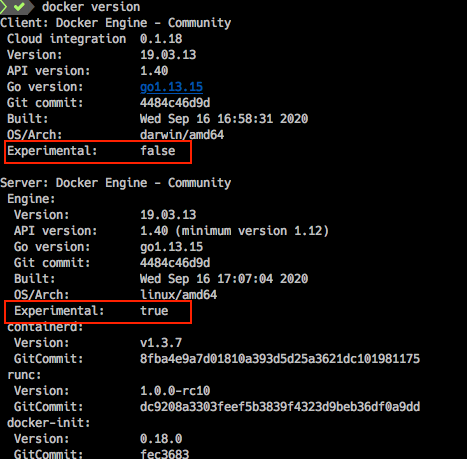 docker version
Client: Docker Engine - Community
Cloud integration 0.1.18
Version: 19.03.13
API version: 1.40
Go version: go1.13.15
Git commit: 4484c46d9d
Built: Wed Sep 16 16:58:31 2020
OS/Arch: darwin/amd64
Experimental: false
Server: Docker Engine - Community
Engine:
Version: 19.03.13
API version: 1.40 (minimum version 1.12)
Go version: go1.13.15
Git commit: 4484c46d9d
Built: Wed Sep 16 17:07:04 2020
OS/Arch: linux/amd64
Experimental: true
containerd:
Version: v1.3.7
GitCommit: 8fba4e9a7d01810a393d5d25a3621dc101981175
runc:
Version: 1.0.0-rc10
GitCommit: dc9208a3303feef5b3839f4323d9beb36df0a9dd
docker-init:
Version: 0.18.0
GitCommit: fec3683